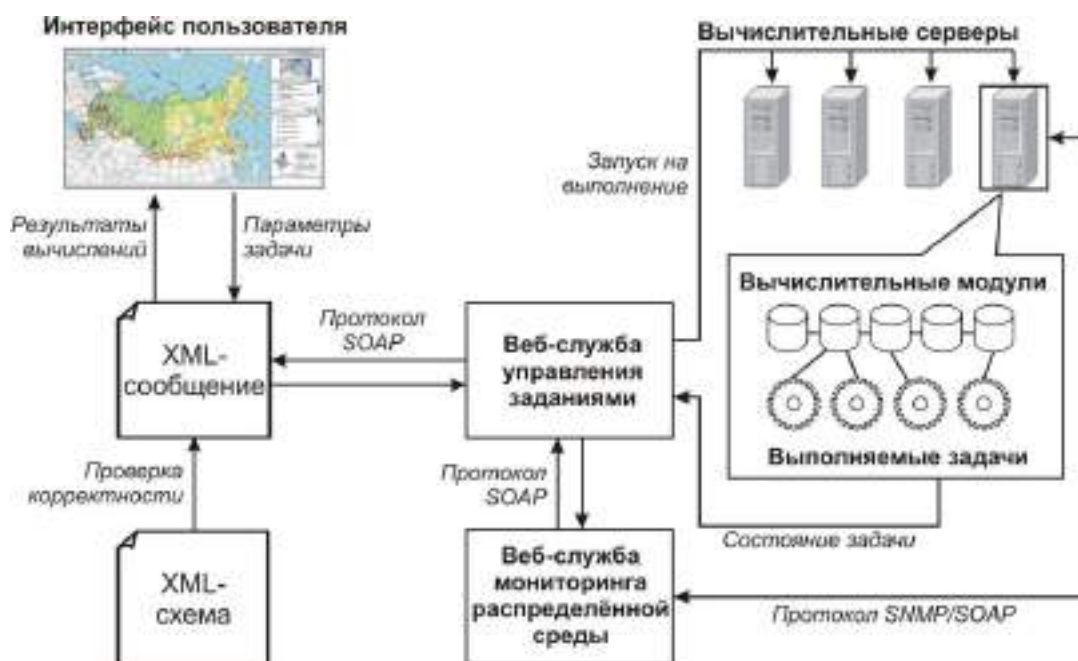 Интерфейс пользователя
Вычислительные серверы
Запуск на
выполнение
Результаты
вычислений
Параметры
задачи
Вычислительные модули
Протокол
SOAP
XML-
сообщение
Веб-служба
управления
заданиями
Выполняемые задачи
Проверка
корректности
Протокол
SOAP
Состояние задачи
XML-
схема
Веб-служба
мониторинга
распределённой
среды
Протокол SNMP/SOAP